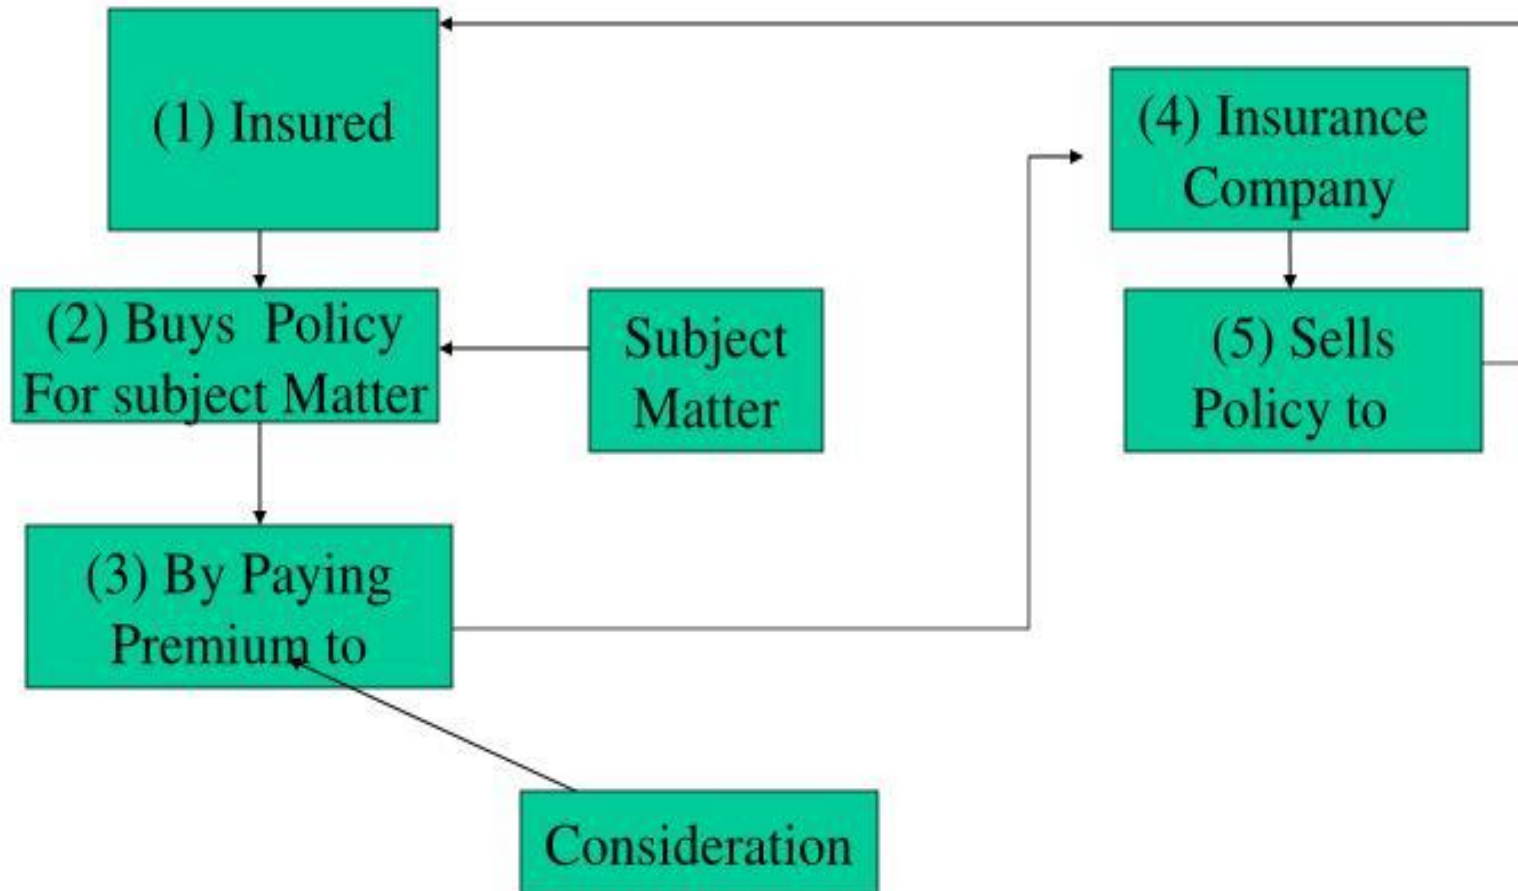 (1) Insured
(2) Buys Policy
For subject Matter
Subject
Matter
(3) By Paying
Premium to
Consideration
(4) Insurance
Company
(5) Sells
Policy to